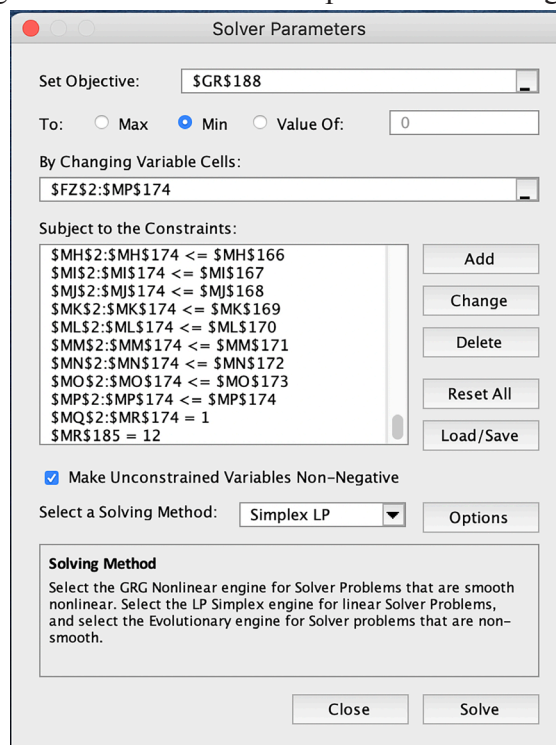 Solver Parameters
Set Objective: $GR$188
To: Max Min Value Of: 0
By Changing Variable Cells:
$FZ$2:$MP$174
Subject to the Constraints:
$MH$2:$MH$174 <= $MH$166
$MI$2:$MI$174 <= $MI$167
$MJ$2:$MJ$174 <= $MJ$168
$MK$2:$MK$174 <= $MK$169
$ML$2:$ML$174 <= $ML$170
$MM$2:$MM$174 <= $MM$171
$MN$2:$MN$174 <= $MN$172
$MO$2:$MO$174 <= $MO$173
$MP$2:$MP$174 <= $MP$174
$MQ$2:$MR$174 = 1
$MR$185 = 12
Add
Change
Delete
Reset All
Load/Save
Make Unconstrained Variables Non-Negative
Select a Solving Method: Simplex LP Options
Solving Method
Select the GRG Nonlinear engine for Solver Problems that are smooth
nonlinear. Select the LP Simplex engine for linear Solver Problems,
and select the Evolutionary engine for Solver problems that are non-
smooth.
Close Solve